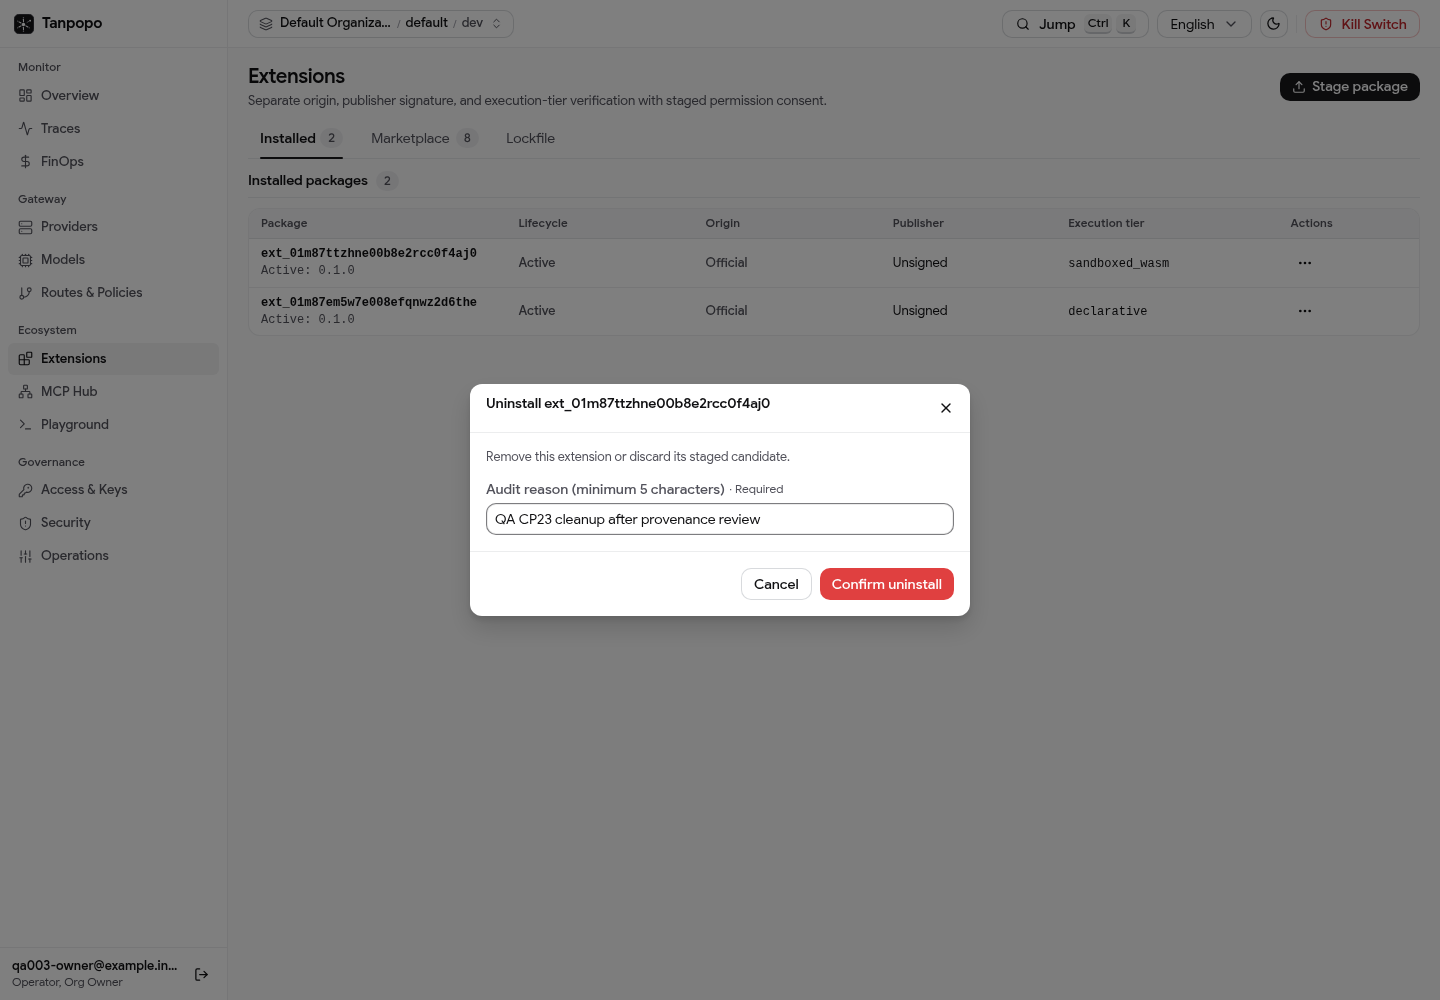 Tanpopo
Default Organiza... / default / dev
Jump Ctrl K
English
Kill Switch
Monitor
Overview
Traces
FinOps
Gateway
Providers
Models
Routes & Policies
Ecosystem
Extensions
MCP Hub
Playground
Governance
Access & Keys
Security
Operations
Extensions
Separate origin, publisher signature, and execution-tier verification with staged permission consent.
Stage package
Installed 2 Marketplace 8 Lockfile
Installed packages 2
Package Lifecycle Origin Publisher Execution tier Actions
ext_01m87ttzhne00b8e2rcc0f4aj0 Active Official Unsigned sandboxed_wasm
Active: 0.1.0
ext_01m87em5w7e008efqnwz2d6the Active Official Unsigned declarative
Active: 0.1.0
Uninstall ext_01m87ttzhne00b8e2rcc0f4aj0
Remove this extension or discard its staged candidate.
Audit reason (minimum 5 characters) · Required
QA CP23 cleanup after provenance review
Cancel Confirm uninstall
qa003-owner@example.in...
Operator, Org Owner